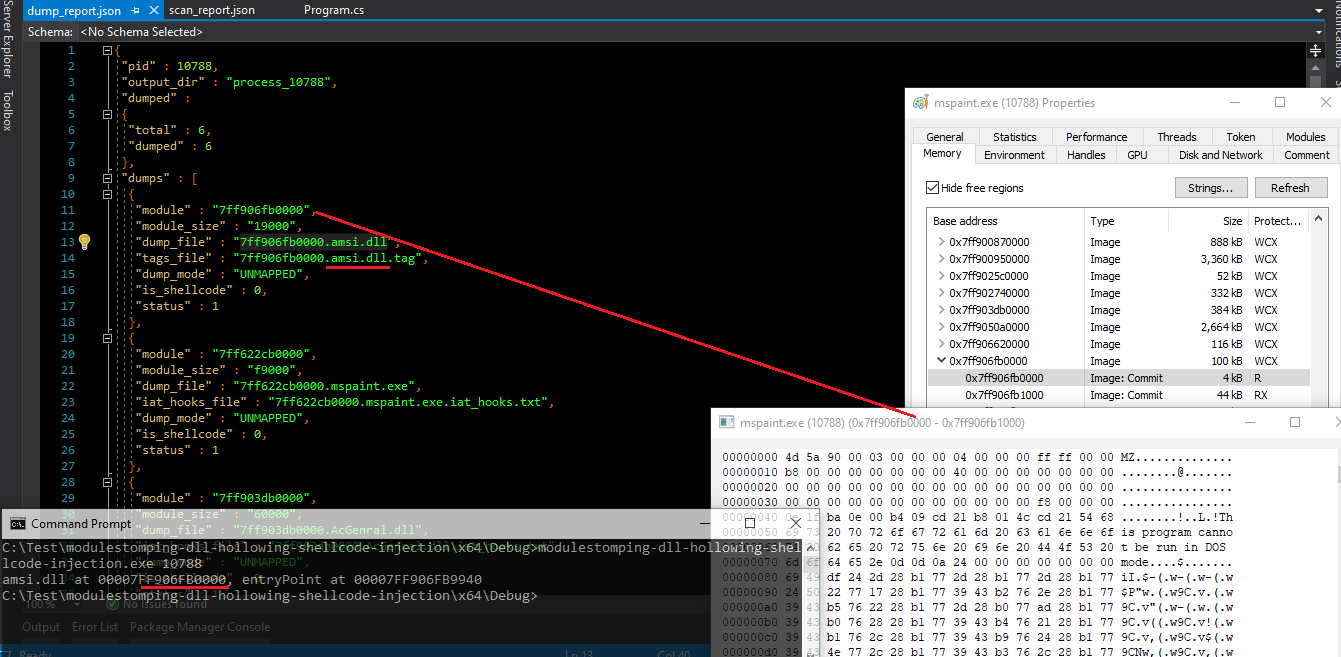 Server Explorer
Toolbox
dump_report.json
scan_report.json
Program.cs
Schema: <No Schema Selected>
1 {
2 "pid" : 10788,
3 "output_dir" : "process_10788",
4 "dumped" :
5 {
6 "total" : 6,
7 "dumped" : 6
8 },
9 "dumps" : [
10 {
11 "module" : "7ff906fb0000",
12 "module_size" : "19000",
13 "dump_file" : "7ff906fb0000.amsi.dll",
14 "tags_file" : "7ff906fb0000.amsi.dll.tag",
15 "dump_mode" : "UNMAPPED",
16 "is_shellcode" : 0,
17 "status" : 1
18 },
19 {
20 "module" : "7ff622cb0000",
21 "module_size" : "f9000",
22 "dump_file" : "7ff622cb0000.mspaint.exe",
23 "iat_hooks_file" : "7ff622cb0000.mspaint.exe.iat_hooks.txt",
24 "dump_mode" : "UNMAPPED",
25 "is_shellcode" : 0,
26 "status" : 1
27 },
28 {
29 "module" : "7ff903db0000",
30 "module_size" : "60000",
31 "dump_file" : "7ff903db0000.AcGenral.dll",
mspaint.exe (10788) Properties
General Statistics Performance Threads Token Modules
Memory Environment Handles GPU Disk and Network Comment
Hide free regions
Strings... Refresh
Base address Type Size Protect...
0x7ff900870000 Image 888 kB WCX
0x7ff900950000 Image 3,360 kB WCX
0x7ff9025c0000 Image 52 kB WCX
0x7ff902740000 Image 332 kB WCX
0x7ff903db0000 Image 384 kB WCX
0x7ff9050a0000 Image 2,664 kB WCX
0x7ff906620000 Image 116 kB WCX
0x7ff906fb0000 Image 100 kB WCX
0x7ff906fb0000 Image: Commit 4 kB R
0x7ff906fb1000 Image: Commit 44 kB RX
mspaint.exe (10788) (0x7ff906fb0000 - 0x7ff906fb1000)
00000000 4d 5a 90 00 03 00 00 00 04 00 00 00 ff ff 00 00 MZ..............
00000010 b8 00 00 00 00 00 00 00 40 00 00 00 00 00 00 00 ........@.......
00000020 00 00 00 00 00 00 00 00 00 00 00 00 00 00 00 00 ................
00000030 00 00 00 00 00 00 00 00 00 00 00 00 f8 00 00 00 ................
ba 0e 00 b4 09 cd 21 b8 01 4c cd 21 54 68 ........!..L.!Th
00000050 69 73 20 70 72 6f 67 72 61 6d 20 63 61 6e 6e 6f is program canno
62 65 20 72 75 6e 20 69 6e 20 44 4f 53 20 t be run in DOS
00000070 6d 6f 64 65 2e 0d 0d 0a 24 00 00 00 00 00 00 00 mode....$.......
00000080 69 49 df 24 2d 28 b1 77 2d 28 b1 77 2d 28 b1 77 iI.$-(.w-(.w-(.w
00000090 24 50 22 77 17 28 b1 77 39 43 b2 76 2e 28 b1 77 $P"w.(.w9C.v.(.w
000000a0 39 43 b5 76 22 28 b1 77 2d 28 b0 77 ad 28 b1 77 9C.v"(.w-(.w.(.w
000000b0 39 43 b0 76 28 28 b1 77 39 43 b4 76 21 28 b1 77 9C.v((.w9C.v!(.w
000000c0 39 43 b1 76 2c 28 b1 77 39 43 b9 76 24 28 b1 77 9C.v,(.w9C.v$(.w
000000d0 39 43 4e 77 2c 28 b1 77 39 43 b3 76 2c 28 b1 77 9CNw,(.w9C.v,(.w
Command Prompt
C:\Test\modulestomping-dll-hollowing-shellcode-injection\x64\Debug>modulestomping-dll-hollowing-shel
lcode-injection.exe 10788
amsi.dll at 00007FF906FB0000, entryPoint at 00007FF906FB9940
C:\Test\modulestomping-dll-hollowing-shellcode-injection\x64\Debug>
100 % No issues found
Output Error List Package Manager Console
Ready
Ln 13
Col 40